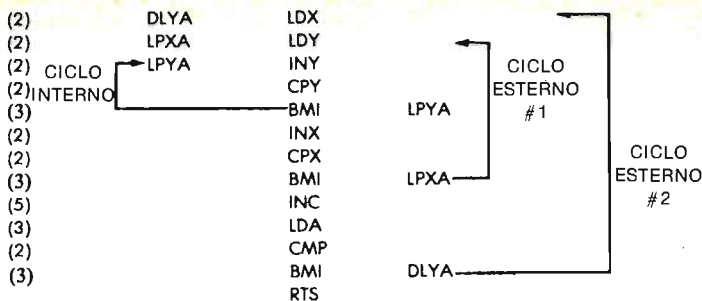 (2) DLYA LDX
(2) LPXA LDY
(2) LPYA INY
(2) CPY
(3) BMI LPYA
(2) INX
(2) CPX
(3) BMI LPXA
(5) INC
(3) LDA
(2) CMP
(3) BMI DLYA
RTS
CICLO
INTERNO
CICLO
ESTERNO
#1
CICLO
ESTERNO
#2